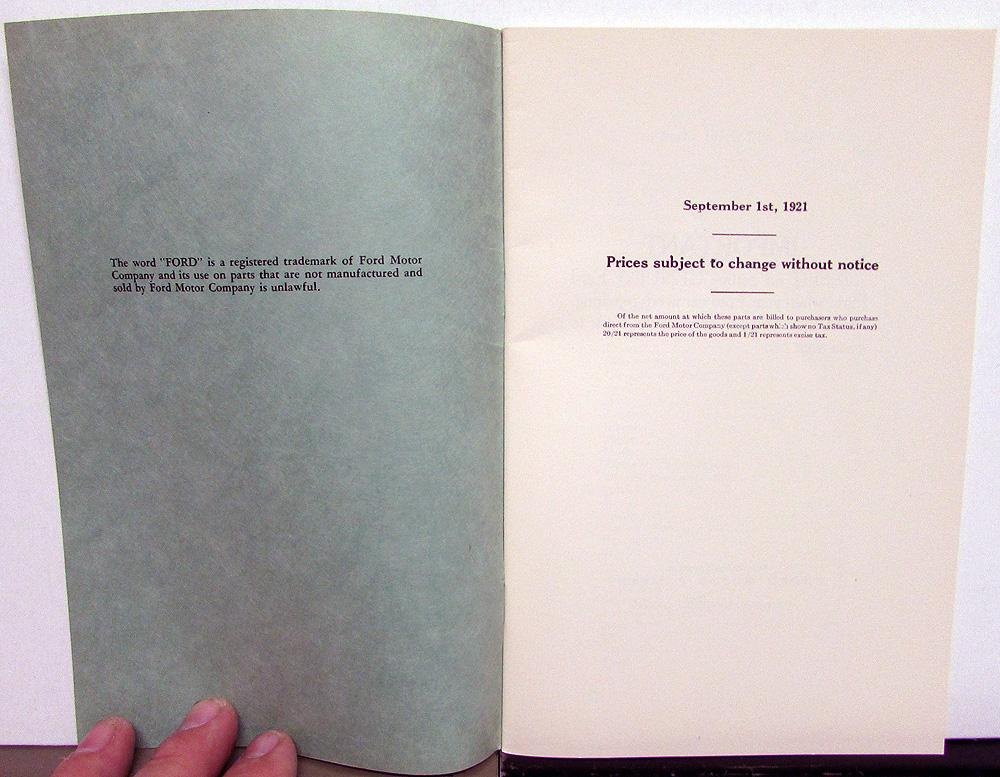 The word "FORD" is a registered trademark of Ford Motor
Company and its use on parts that are not manufactured and
sold by Ford Motor Company is unlawful.
September 1st, 1921
Prices subject to change without notice
Of the net amount at which these parts are billed to purchasers who purchase
direct from the Ford Motor Company (except parts show no Tax Status, if any)
20/21 represents the price of the goods and 1/21 represents excise tax.